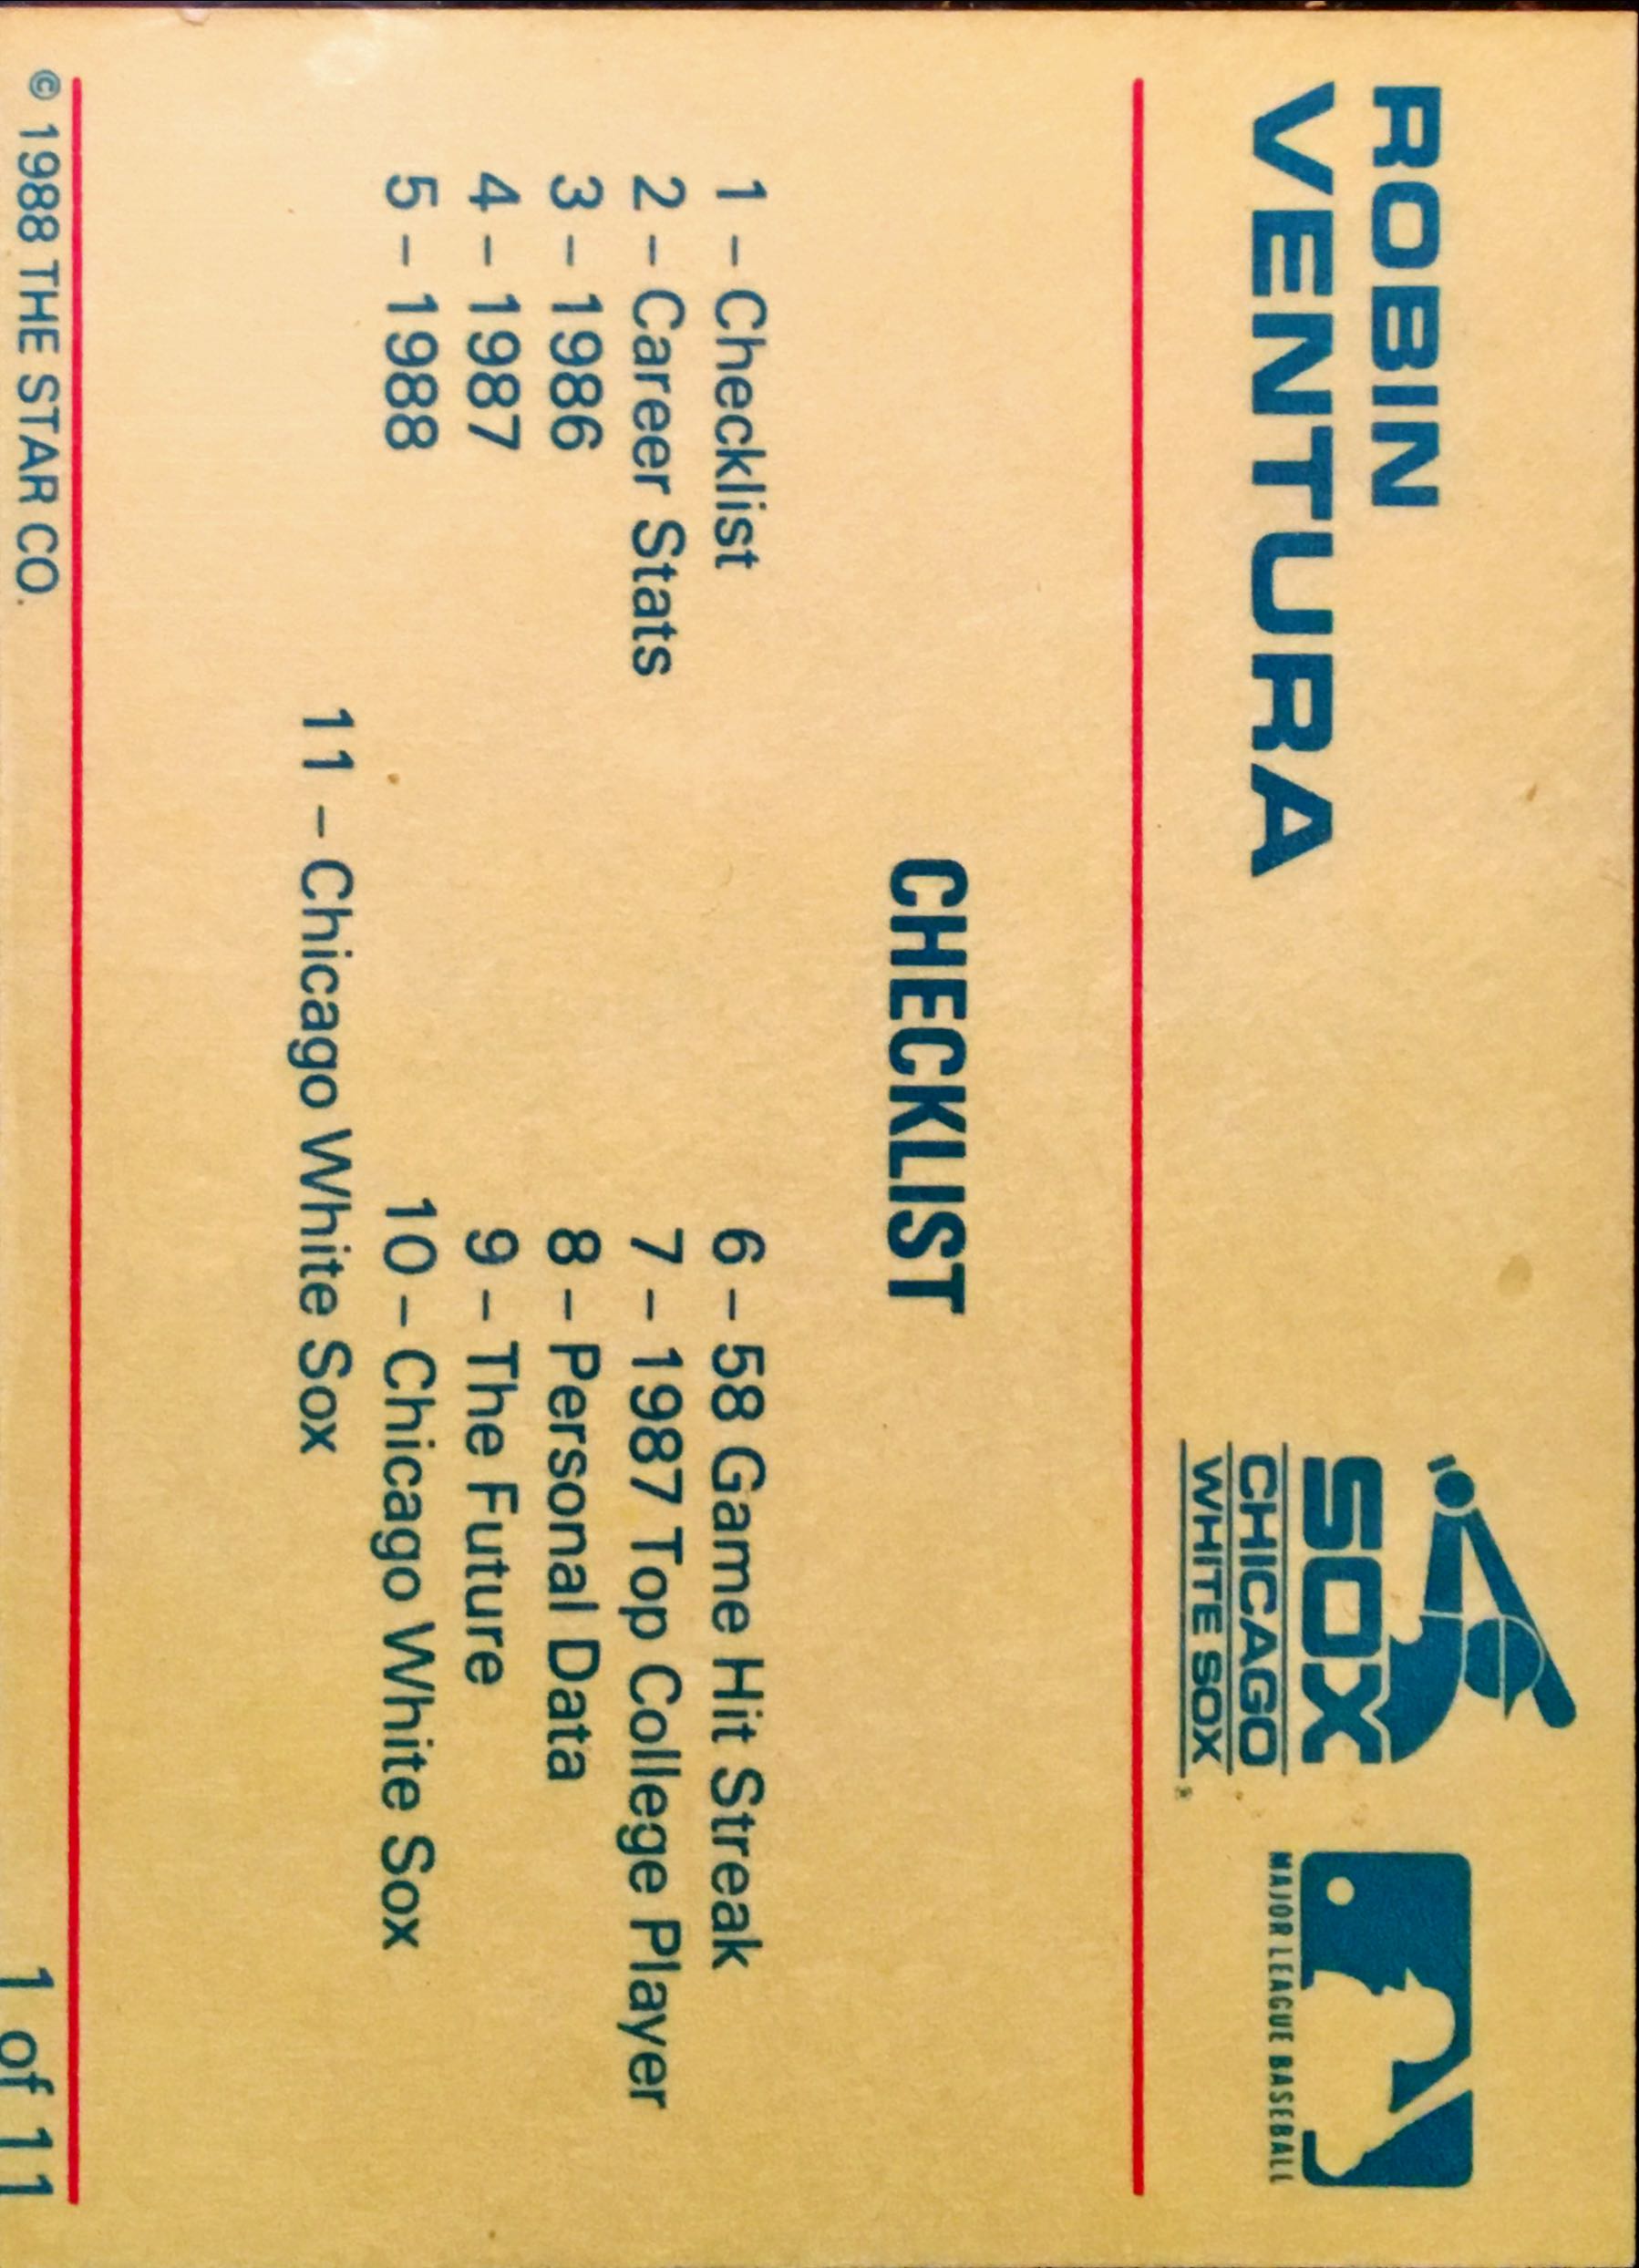 ROBIN
VENTURA
SOX
CHICAGO
WHITE SOX
®
MAJOR LEAGUE BASEBALL
CHECKLIST
1 – Checklist
2 – Career Stats
3 – 1986
4 – 1987
5 – 1988
6 – 58 Game Hit Streak
7 – 1987 Top College Player
8 – Personal Data
9 – The Future
10 – Chicago White Sox
11 – Chicago White Sox
© 1988 THE STAR CO.
1 of 11